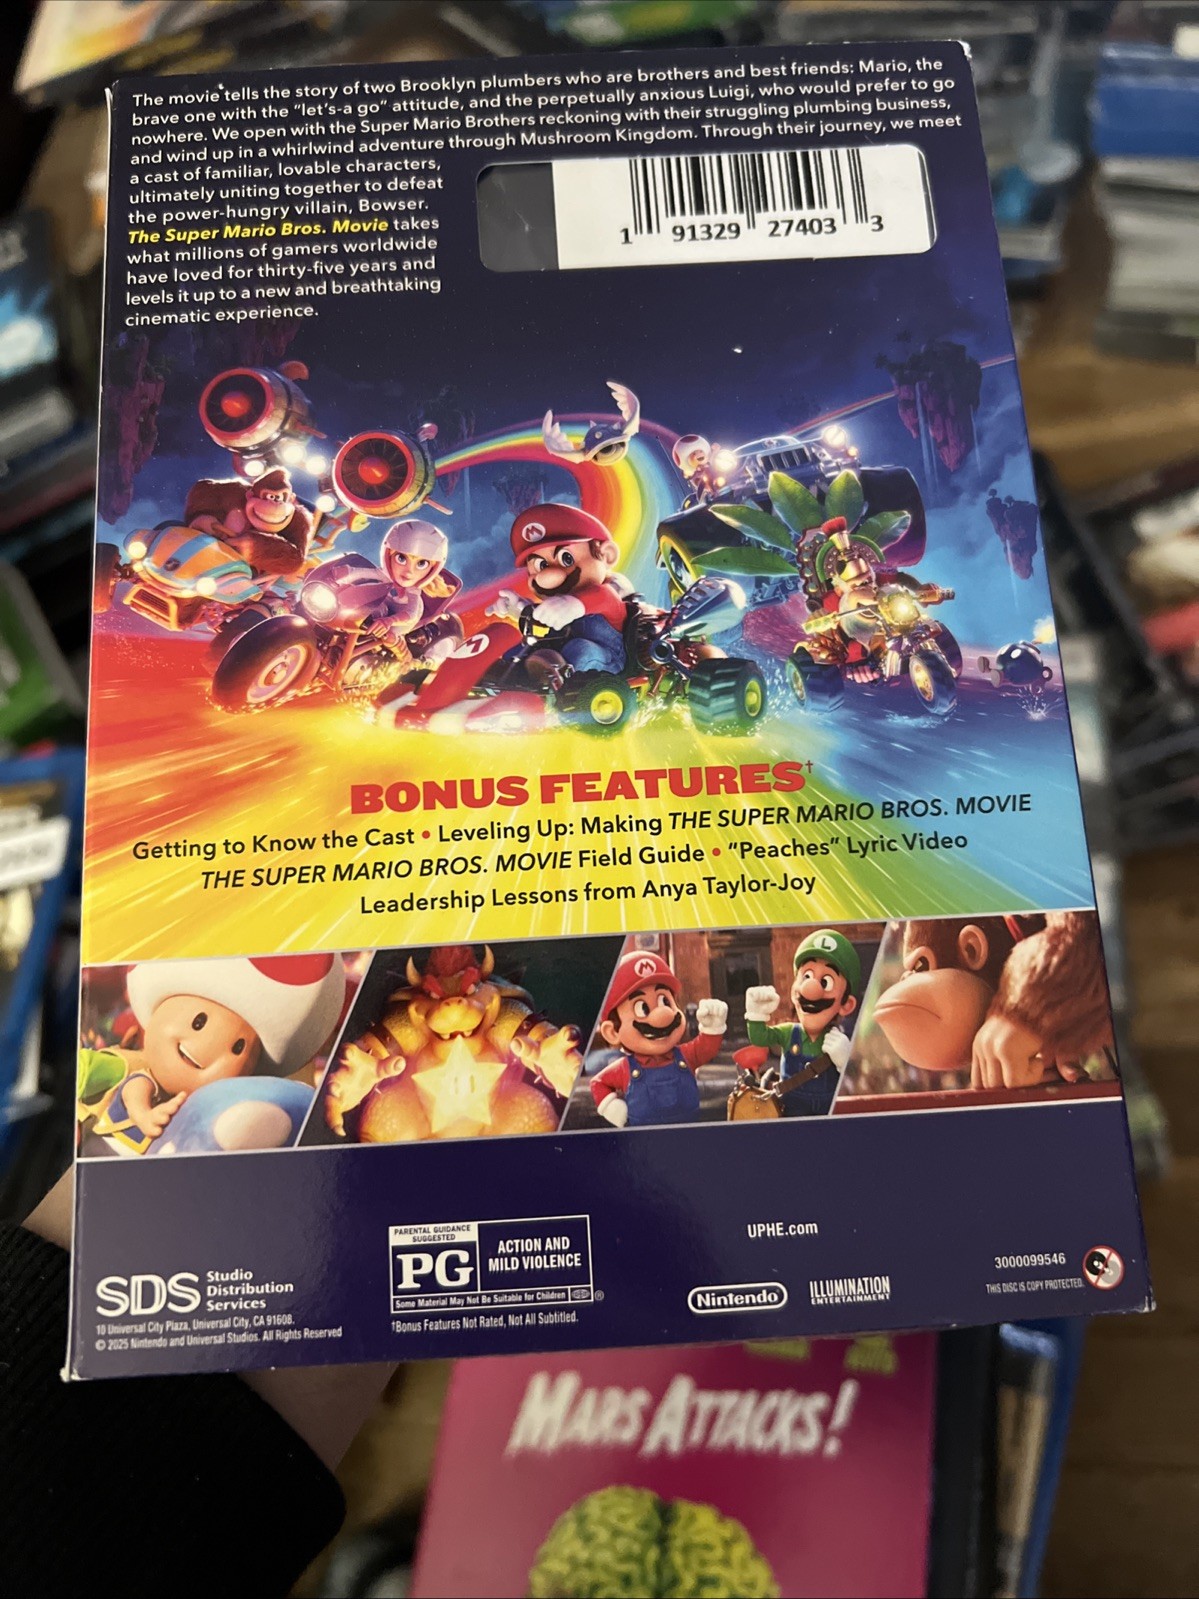 The movie tells the story of two Brooklyn plumbers who are brothers and best friends: Mario, the
brave one with the "let's-a go" attitude, and the perpetually anxious Luigi, who would prefer to go
nowhere. We open with the Super Mario Brothers reckoning with their struggling plumbing business,
and wind up in a whirlwind adventure through Mushroom Kingdom. Through their journey, we meet
a cast of familiar, lovable characters,
ultimately uniting together to defeat
the power-hungry villain, Bowser.
The Super Mario Bros. Movie takes
what millions of gamers worldwide
have loved for thirty-five years and
levels it up to a new and breathtaking
cinematic experience.
1 91329 27403 3
M
M
BONUS FEATURES†
Getting to Know the Cast • Leveling Up: Making THE SUPER MARIO BROS. MOVIE
THE SUPER MARIO BROS. MOVIE Field Guide • "Peaches" Lyric Video
Leadership Lessons from Anya Taylor-Joy
M
L
SDS Studio
Distribution
Services
10 Universal City Plaza, Universal City, CA 91608.
© 2025 Nintendo and Universal Studios. All Rights Reserved
PARENTAL GUIDANCE
SUGGESTED
PG
ACTION AND
MILD VIOLENCE
Some Material May Not Be Suitable for Children
®
†Bonus Features Not Rated, Not All Subtitled.
UPHE.com
Nintendo
ILLUMINATION
ENTERTAINMENT
3000099546
THIS DISC IS COPY PROTECTED.
MARS ATTACKS!